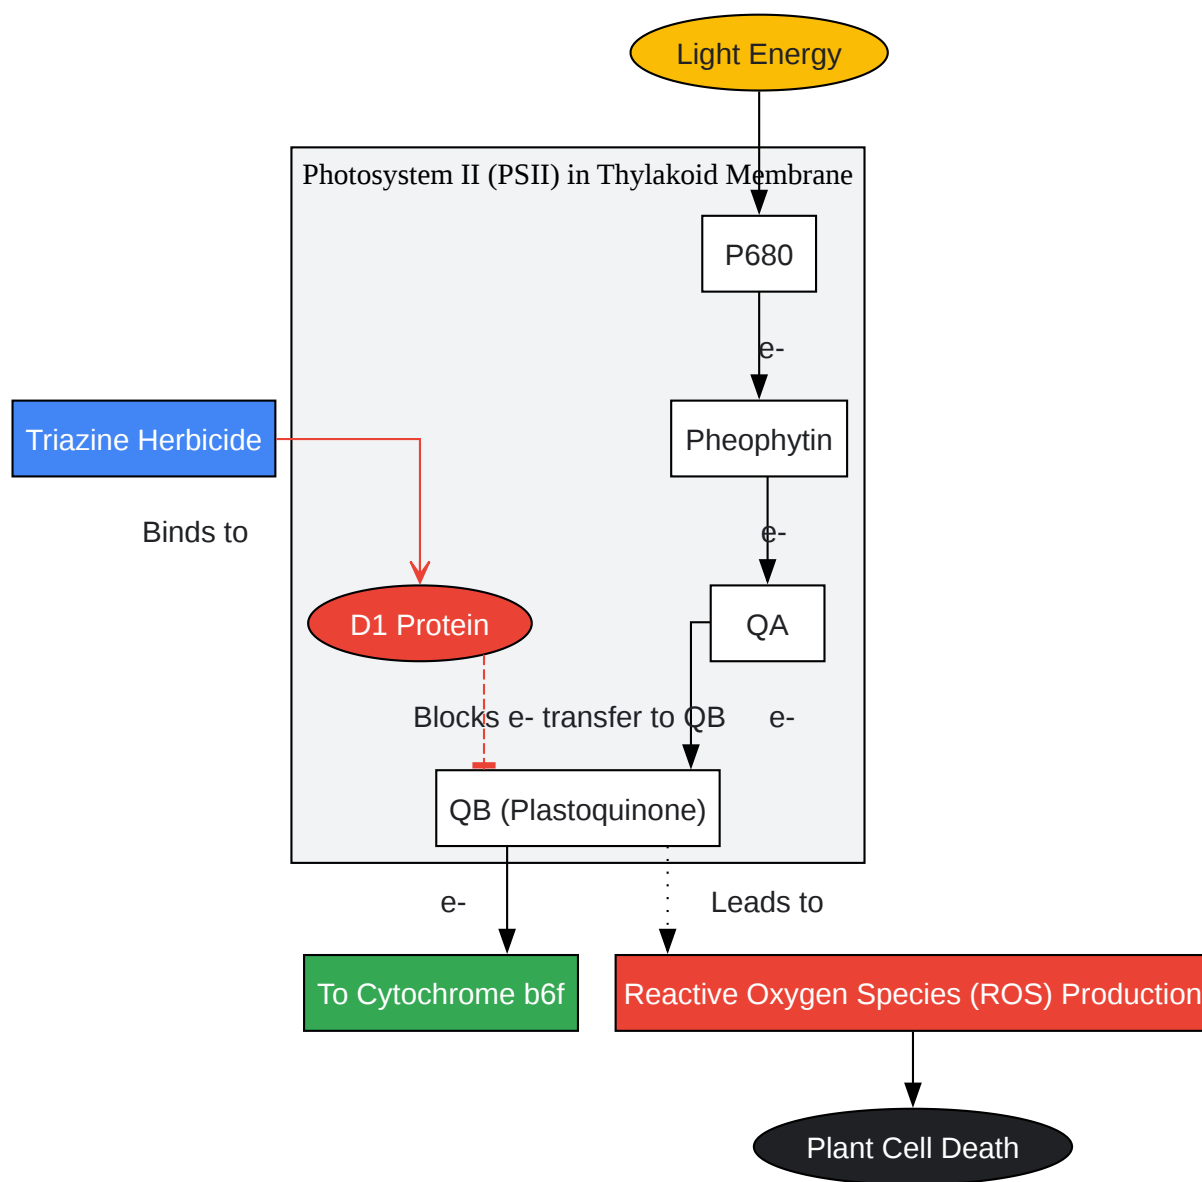 Light Energy
Photosystem II (PSII) in Thylakoid Membrane
P680
e-
Triazine Herbicide
Pheophytin
Binds to
e-
D1 Protein
QA
Blocks e- transfer to QB
e-
QB (Plastoquinone)
e-
Leads to
To Cytochrome b6f
Reactive Oxygen Species (ROS) Production
Plant Cell Death